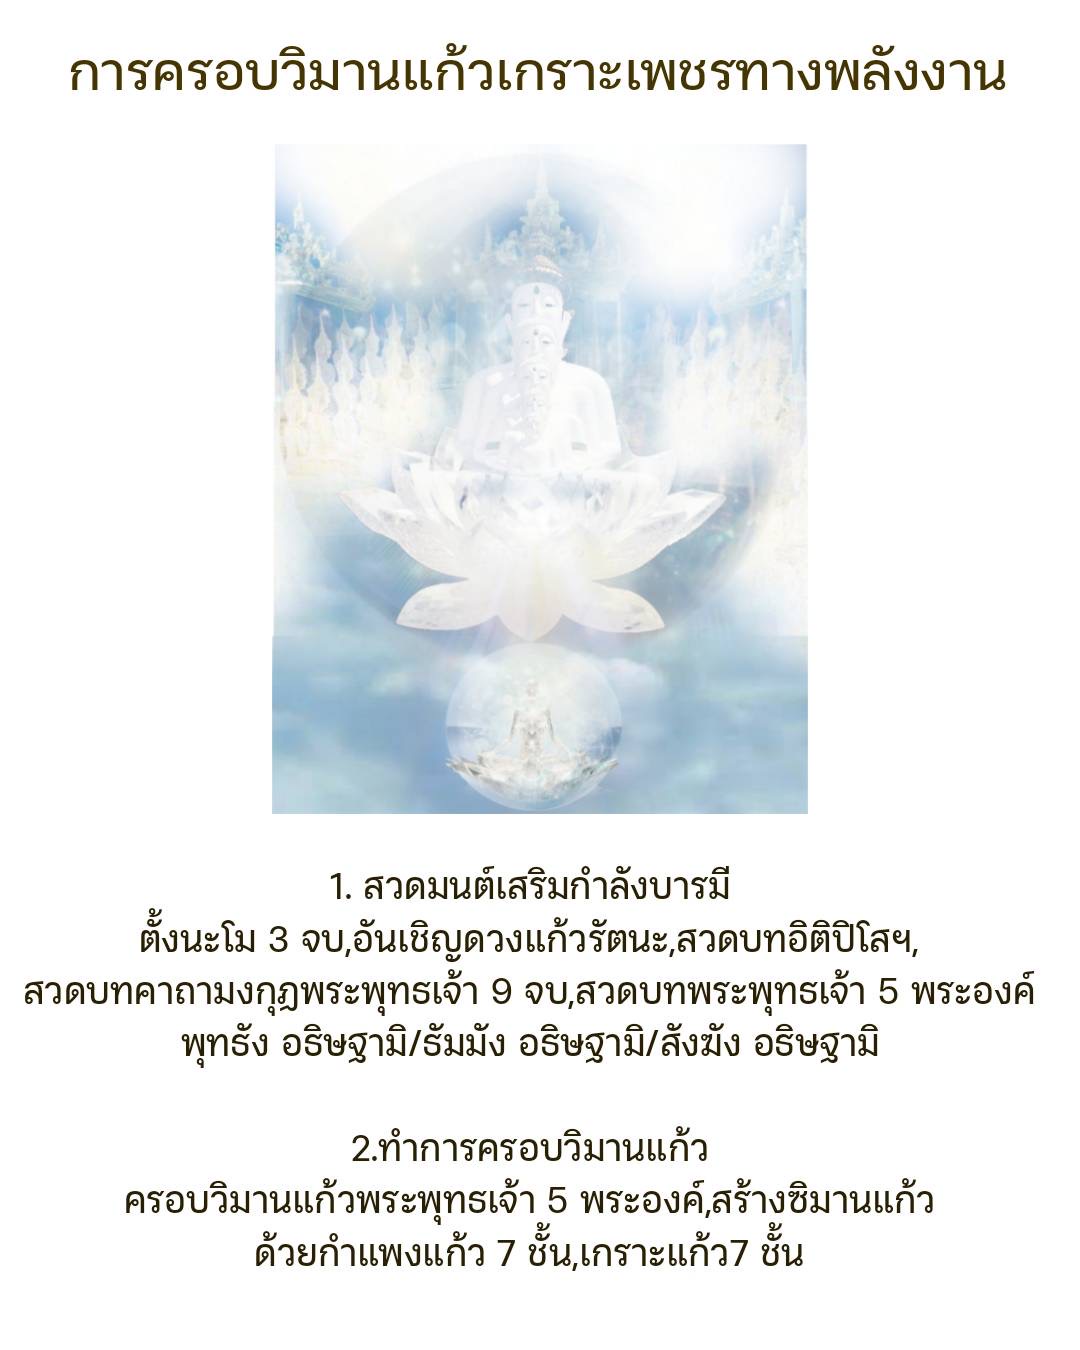 การครอบวิมานแก้วเกราะเพชรทางพลังงาน
1. สวดมนต์เสริมกำลังบารมี
ตั้งนะโม 3 จบ,อันเชิญดวงแก้วรัตนะ,สวดบทอิติปิโสฯ,
สวดบทคาถามงกุฎพระพุทธเจ้า 9 จบ,สวดบทพระพุทธเจ้า 5 พระองค์
พุทธัง อธิษฐามิ/ธัมมัง อธิษฐามิ/สังฆัง อธิษฐามิ
2.ทำการครอบวิมานแก้ว
ครอบวิมานแก้วพระพุทธเจ้า 5 พระองค์,สร้างซิมานแก้ว
ด้วยกำแพงแก้ว 7 ชั้น,เกราะแก้ว7 ชั้น